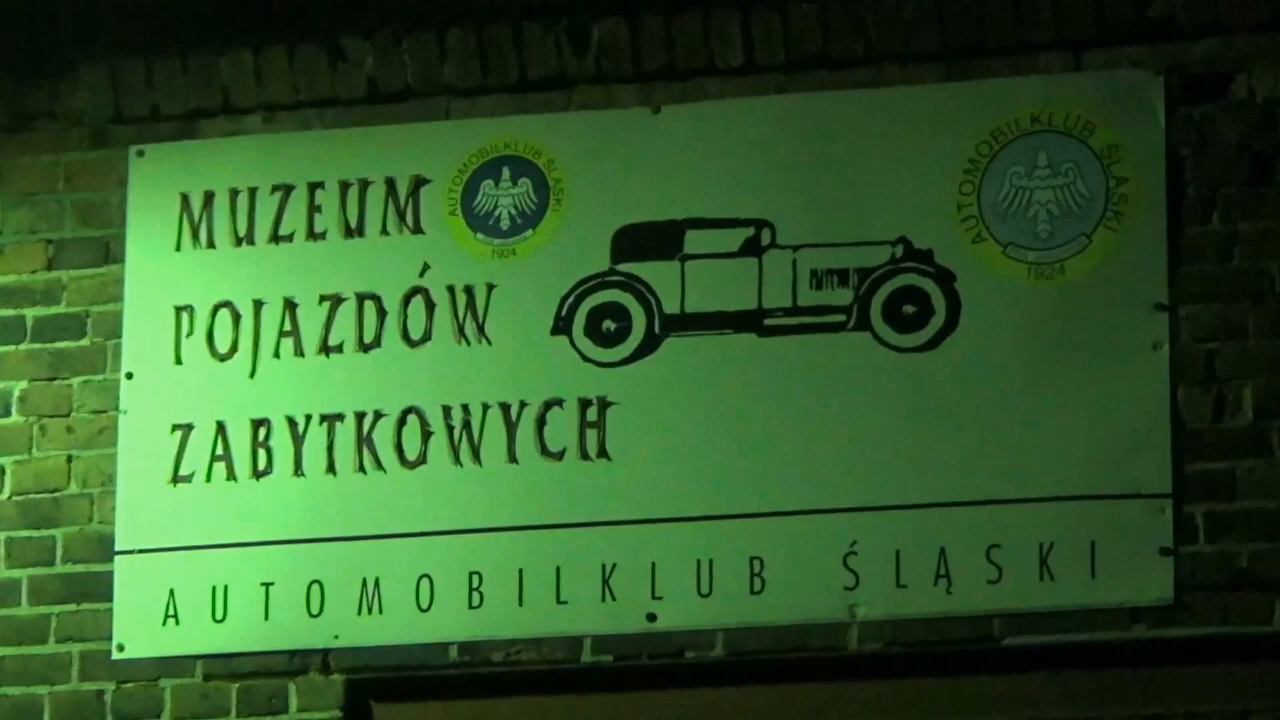 MUZEUM
POJAZDÓW
ZABYTKOWYCH
AUTOMOBILKLUB ŚLĄSKI
1924
AUTOMOBILKLUB ŚLĄSKI
1924
AUTOMOBILKLUB ŚLĄSKI